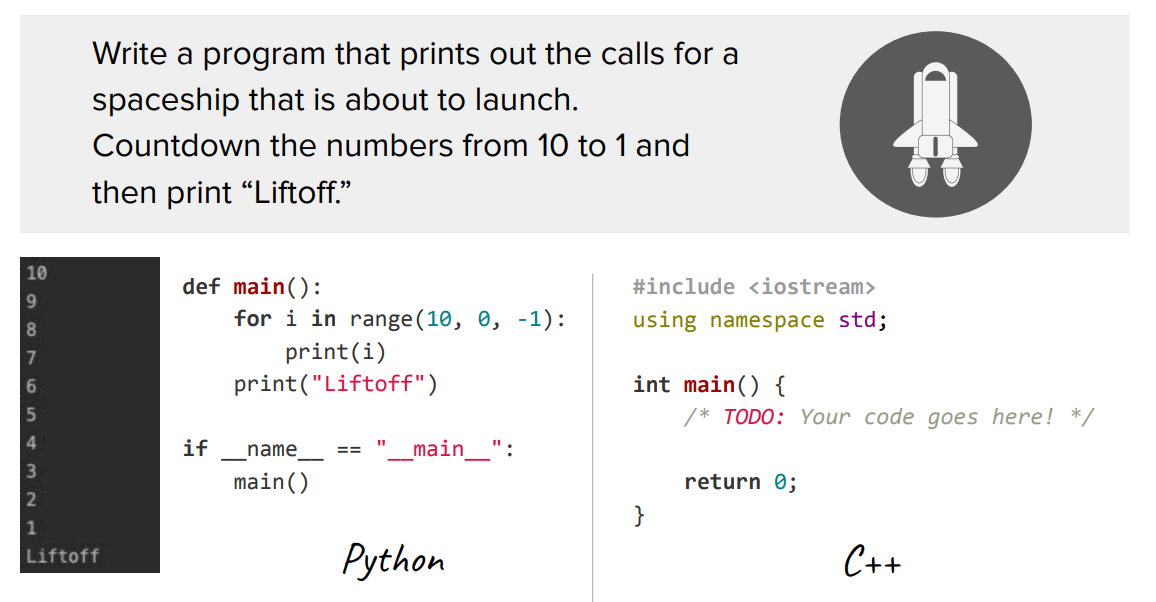 Write a program that prints out the calls for a
spaceship that is about to launch.
Countdown the numbers from 10 to 1 and
then print “Liftoff.”
10
9
8
7
6
5
4
3
2
1
Liftoff
def main():
    for i in range(10, 0, -1):
        print(i)
    print("Liftoff")
if __name__ == "__main__":
    main()
Python
#include <iostream>
using namespace std;
int main() {
    /* TODO: Your code goes here! */
    return 0;
}
C++